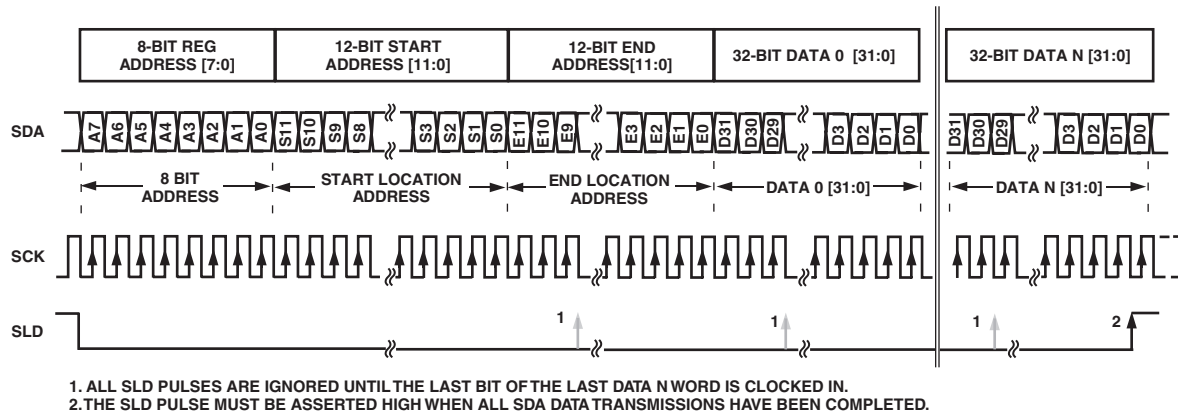 8-BIT REG
ADDRESS [7:0]
12-BIT START
ADDRESS [11:0]
12-BIT END
ADDRESS[11:0]
32-BIT DATA 0 [31:0]
32-BIT DATA N [31:0]
SDA
A7 A6 A5 A4 A3 A2 A1 A0 S11 S10 S9 S8 S3 S2 S1 S0 E11 E10 E9 E3 E2 E1 E0 D31 D30 D29 D3 D2 D1 D0 D31 D30 D29 D3 D2 D1 D0
8 BIT
ADDRESS
START LOCATION
ADDRESS
END LOCATION
ADDRESS
DATA 0 [31:0]
DATA N [31:0]
SCK
SLD
1 1 1 2
1. ALL SLD PULSES ARE IGNORED UNTIL THE LAST BIT OF THE LAST DATA N WORD IS CLOCKED IN.
2. THE SLD PULSE MUST BE ASSERTED HIGH WHEN ALL SDA DATA TRANSMISSIONS HAVE BEEN COMPLETED.